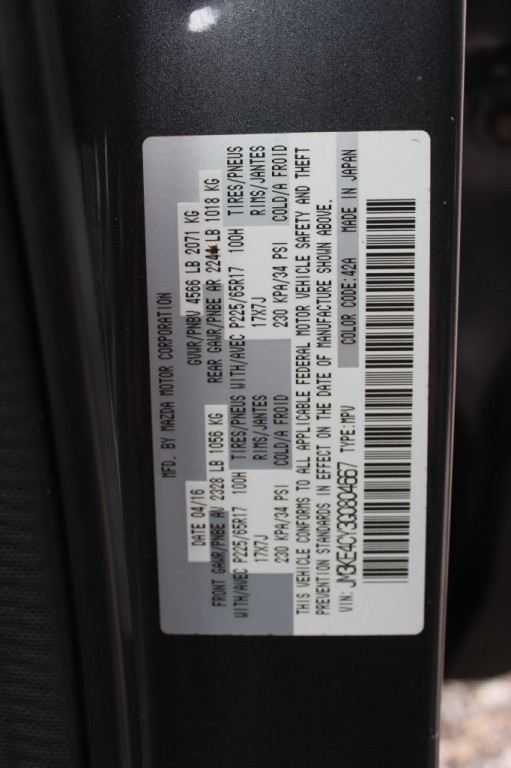 MFD. BY MAZDA MOTOR CORPORATION
DATE 04/16 GVWR/PNBV 4566 LB 2071 KG
FRONT GAWR/PNBE AV 2328 LB 1056 KG REAR GAWR/PNBE AR 2244 LB 1018 KG
WITH/AVEC P225/65R17 100H TIRES/PNEUS WITH/AVEC P225/65R17 100H TIRES/PNEUS
17X7J RIMS/JANTES 17X7J RIMS/JANTES
230 KPA/34 PSI COLD/A FROID 230 KPA/34 PSI COLD/A FROID
THIS VEHICLE CONFORMS TO ALL APPLICABLE FEDERAL MOTOR VEHICLE SAFETY AND THEFT
PREVENTION STANDARDS IN EFFECT ON THE DATE OF MANUFACTURE SHOWN ABOVE.
VIN: JM3KE4CY3G0804667 TYPE: MPV COLOR CODE: 42A MADE IN JAPAN